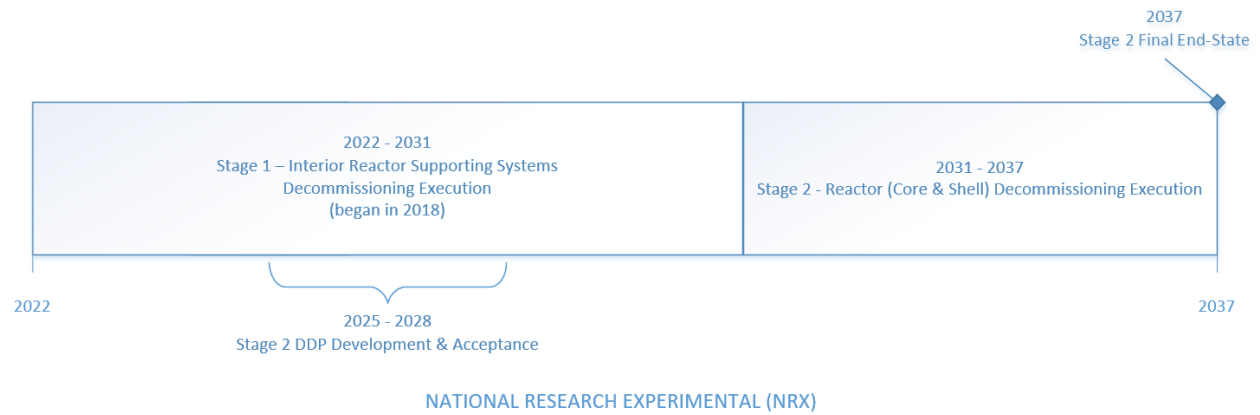 2037
Stage 2 Final End-State
2022 - 2031
Stage 1 – Interior Reactor Supporting Systems
Decommissioning Execution
(began in 2018)
2031 - 2037
Stage 2 - Reactor (Core & Shell) Decommissioning Execution
2022
2037
2025 - 2028
Stage 2 DDP Development & Acceptance
NATIONAL RESEARCH EXPERIMENTAL (NRX)